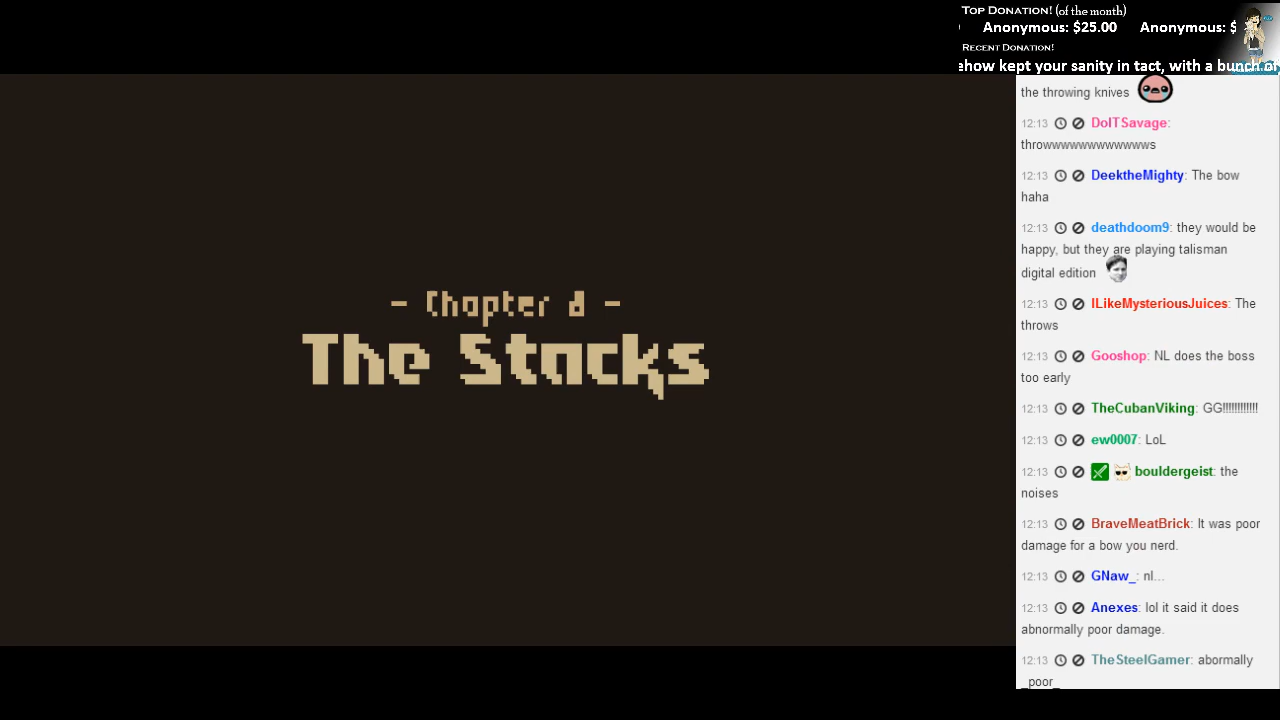 Top Donation! (of the month)
Anonymous: $25.00 Anonymous: $
Recent Donation!
ehow kept your sanity in tact, with a bunch of
the throwing knives
12:13 DoITSavage:
throwwwwwwwwwwwws
12:13 DeektheMighty: The bow
haha
12:13 deathdoom9: they would be
happy, but they are playing talisman
digital edition
12:13 ILikeMysteriousJuices: The
throws
12:13 Gooshop: NL does the boss
too early
12:13 TheCubanViking: GG!!!!!!!!!!!!
12:13 ew0007: LoL
12:13 bouldergeist: the
noises
12:13 BraveMeatBrick: It was poor
damage for a bow you nerd.
12:13 GNaw_: nl...
12:13 Anexes: lol it said it does
abnormally poor damage.
12:13 TheSteelGamer: abormally
_poor_
- Chapter d -
The Stacks